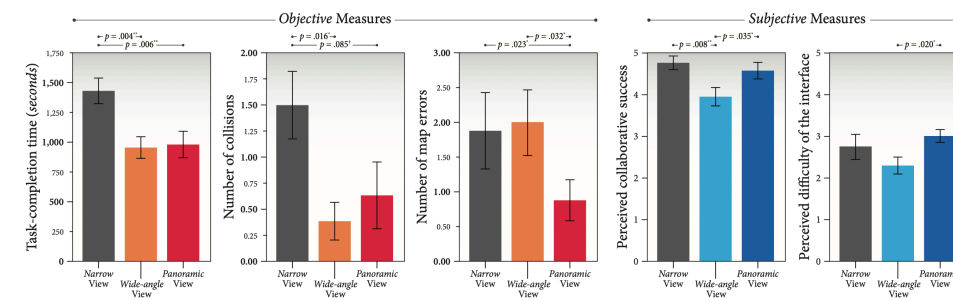 Objective Measures
Subjective Measures
p = .004**
p = .006**
p = .016*
p = .085†
p = .032*
p = .023*
p = .035*
p = .008**
p = .020*
Task-completion time (seconds)
1,750
1,500
1,250
1,000
750
500
250
0
Narrow View
Wide-angle View
Panoramic View
Number of collisions
2.00
1.75
1.50
1.25
1.00
0.75
0.50
0.25
0.00
Narrow View
Wide-angle View
Panoramic View
Number of map errors
3.00
2.50
2.00
1.50
1.00
0.50
0.00
Narrow View
Wide-angle View
Panoramic View
Perceived collaborative success
5
4
3
2
1
0
Narrow View
Wide-angle View
Panoramic View
Perceived difficulty of the interface
5
4
3
2
1
0
Narrow View
Wide-angle View
Panoram
View